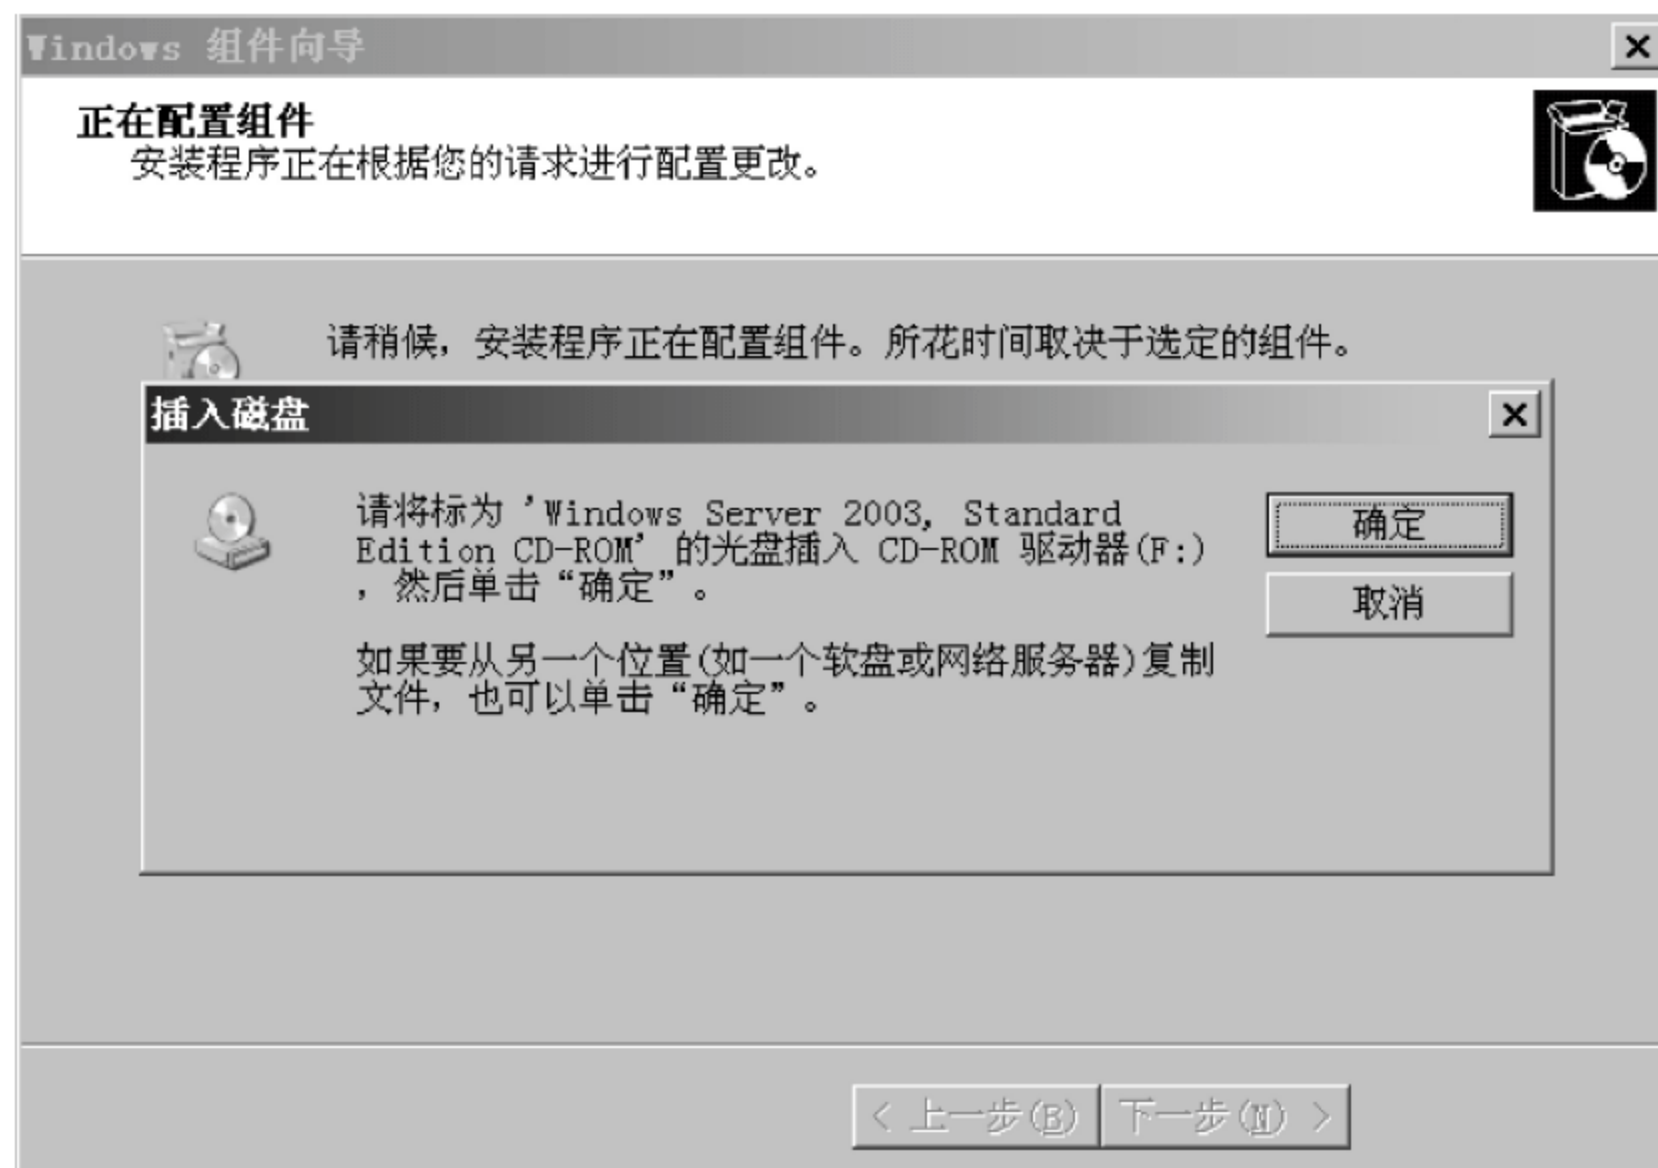 Windows 组件向导
正在配置组件
安装程序正在根据您的请求进行配置更改。
请稍候，安装程序正在配置组件。所花时间取决于选定的组件。
插入磁盘
请将标为 'Windows Server 2003, Standard
Edition CD-ROM' 的光盘插入 CD-ROM 驱动器(F:)
，然后单击“确定”。
确定
取消
如果要从另一个位置(如一个软盘或网络服务器)复制
文件，也可以单击“确定”。
< 上一步(B)
下一步(N) >